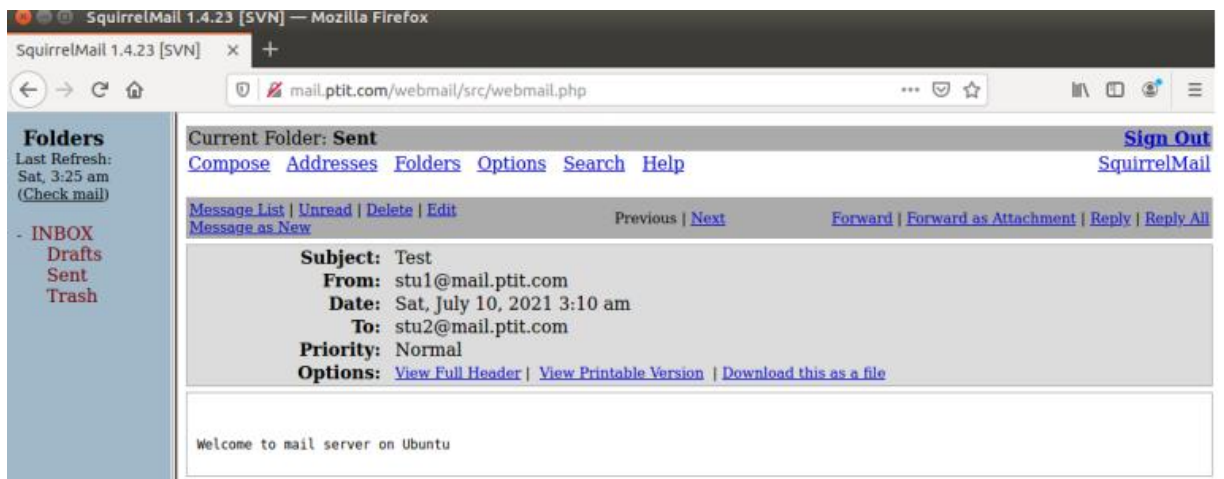 SquirrelMail 1.4.23 [SVN] — Mozilla Firefox
SquirrelMail 1.4.23 [SVN]
mail.ptit.com/webmail/src/webmail.php
Folders
Last Refresh:
Sat, 3:25 am
(Check mail)
- INBOX
Drafts
Sent
Trash
Current Folder: Sent Sign Out
Compose Addresses Folders Options Search Help SquirrelMail
Message List | Unread | Delete | Edit
Message as New Previous | Next Forward | Forward as Attachment | Reply | Reply All
Subject: Test
From: stu1@mail.ptit.com
Date: Sat, July 10, 2021 3:10 am
To: stu2@mail.ptit.com
Priority: Normal
Options: View Full Header | View Printable Version | Download this as a file
Welcome to mail server on Ubuntu